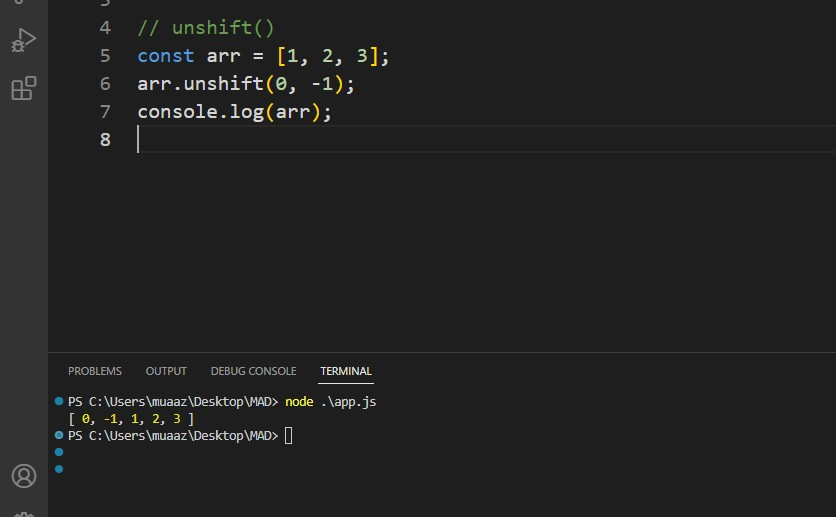 4 // unshift()
5 const arr = [1, 2, 3];
6 arr.unshift(0, -1);
7 console.log(arr);
8
PROBLEMS OUTPUT DEBUG CONSOLE TERMINAL
PS C:\Users\muaaz\Desktop\MAD> node .\app.js
[ 0, -1, 1, 2, 3 ]
PS C:\Users\muaaz\Desktop\MAD>